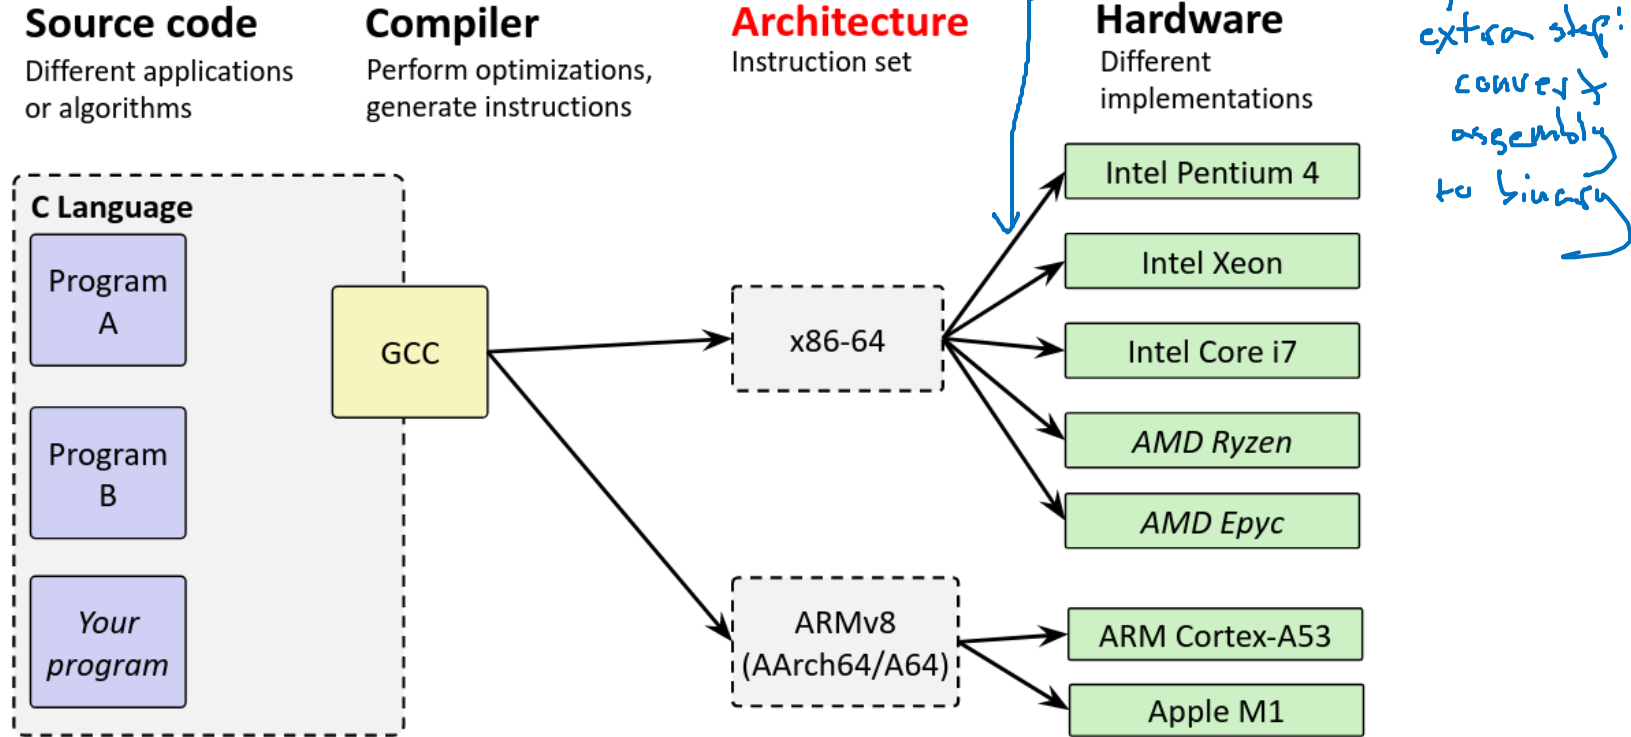 Source code
Different applications
or algorithms
Compiler
Perform optimizations,
generate instructions
Architecture
Instruction set
Hardware
Different
implementations
extra step:
convert
assembly
to binary
C Language
Program
A
Program
B
Your
program
GCC
x86-64
ARMv8
(AArch64/A64)
Intel Pentium 4
Intel Xeon
Intel Core i7
AMD Ryzen
AMD Epyc
ARM Cortex-A53
Apple M1